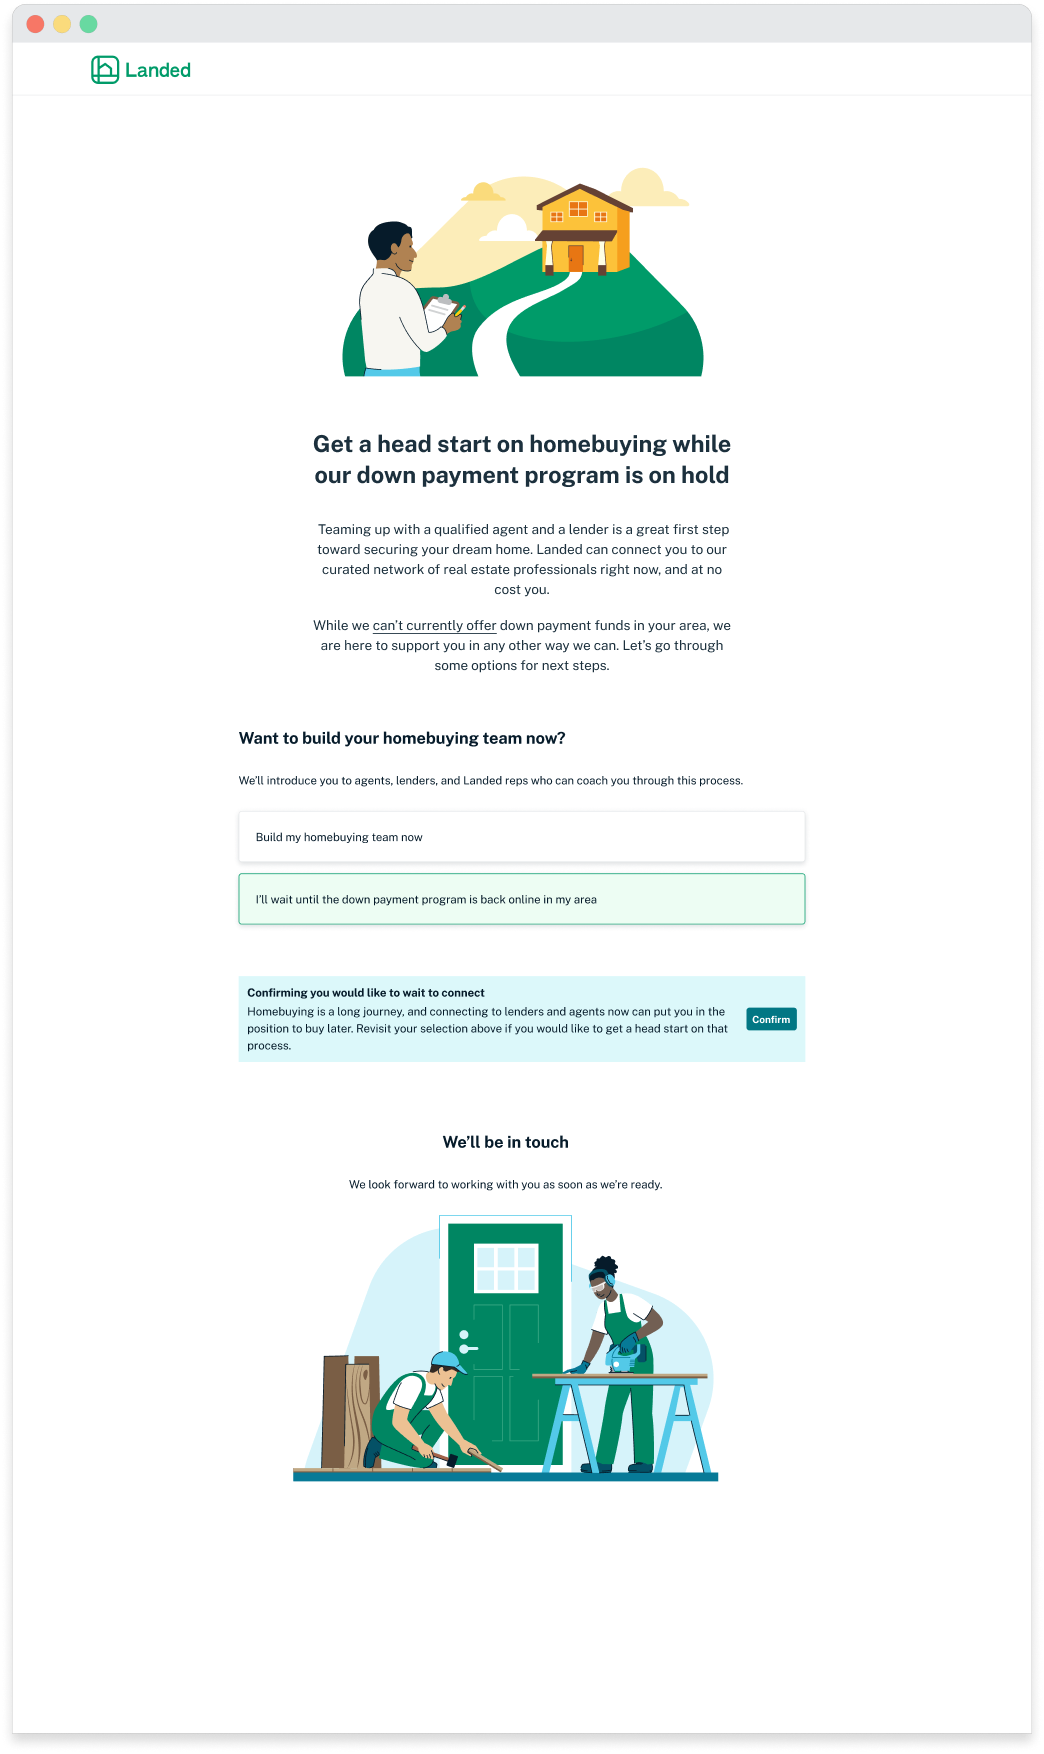 Landed
Get a head start on homebuying while
our down payment program is on hold
Teaming up with a qualified agent and a lender is a great first step
toward securing your dream home. Landed can connect you to our
curated network of real estate professionals right now, and at no
cost you.
While we can’t currently offer down payment funds in your area, we
are here to support you in any other way we can. Let’s go through
some options for next steps.
Want to build your homebuying team now?
We’ll introduce you to agents, lenders, and Landed reps who can coach you through this process.
Build my homebuying team now
I’ll wait until the down payment program is back online in my area
Confirming you would like to wait to connect
Homebuying is a long journey, and connecting to lenders and agents now can put you in the
position to buy later. Revisit your selection above if you would like to get a head start on that
process.
Confirm
We’ll be in touch
We look forward to working with you as soon as we’re ready.